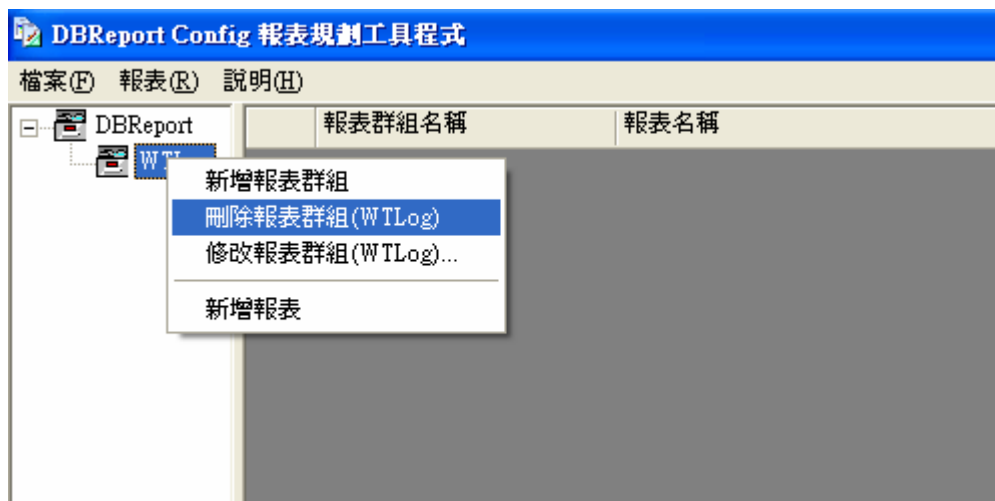 DBReport Config 報表規劃工具程式
檔案(F) 報表(R) 說明(H)
DBReport
報表群組名稱 報表名稱
新增報表群組
刪除報表群組(WTLog)
修改報表群組(WTLog)...
新增報表